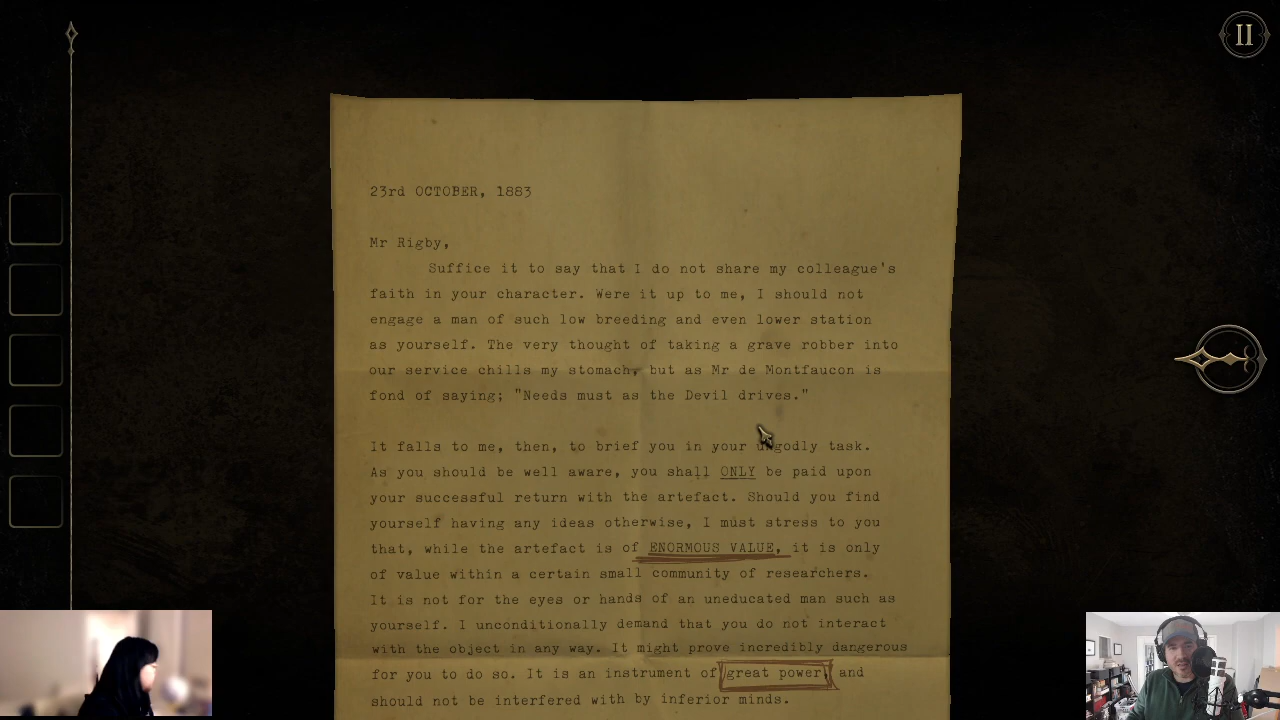 II
23rd OCTOBER, 1883
Mr Rigby,
Suffice it to say that I do not share my colleague's
faith in your character. Were it up to me, I should not
engage a man of such low breeding and even lower station
as yourself. The very thought of taking a grave robber into
our service chills my stomach, but as Mr de Montfaucon is
fond of saying; "Needs must as the Devil drives."
It falls to me, then, to brief you in your ungodly task.
As you should be well aware, you shall ONLY be paid upon
your successful return with the artefact. Should you find
yourself having any ideas otherwise, I must stress to you
that, while the artefact is of ENORMOUS VALUE, it is only
of value within a certain small community of researchers.
It is not for the eyes or hands of an uneducated man such as
yourself. I unconditionally demand that you do not interact
with the object in any way. It might prove incredibly dangerous
for you to do so. It is an instrument of great power, and
should not be interfered with by inferior minds.